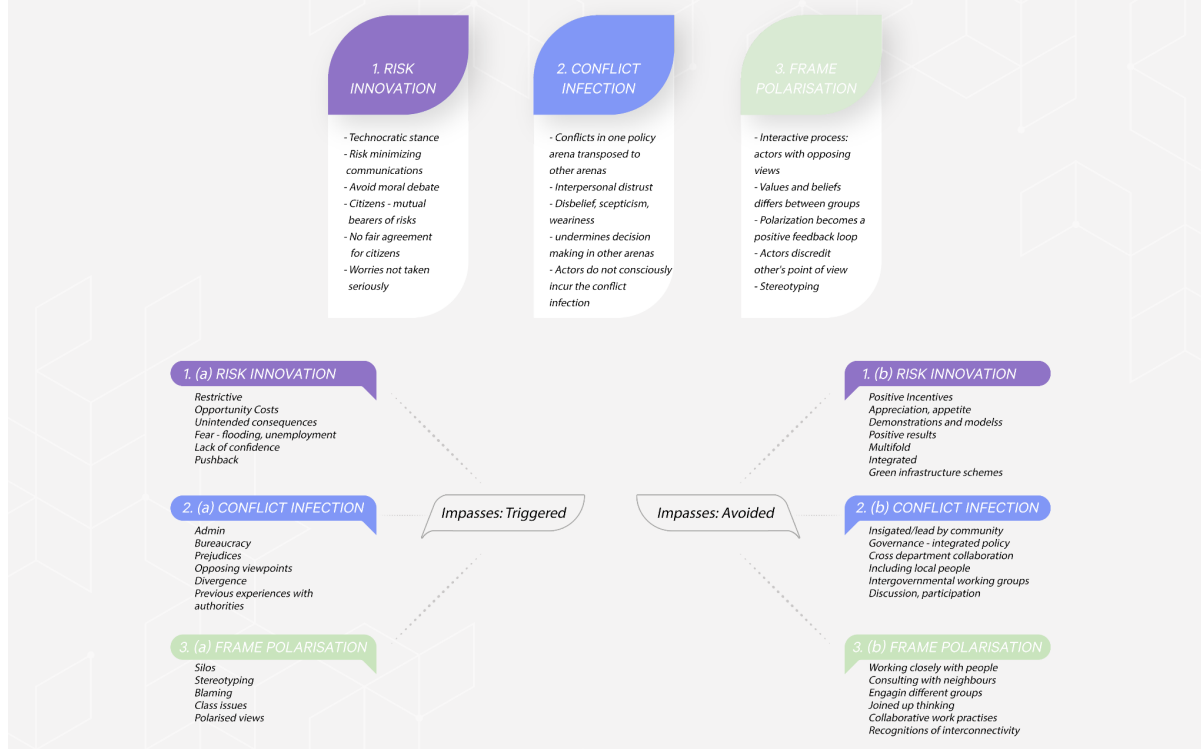 1. RISK
INNOVATION
- Technocratic stance
- Risk minimizing
communications
- Avoid moral debate
- Citizens - mutual
bearers of risks
- No fair agreement
for citizens
- Worries not taken
seriously
2. CONFLICT
INFECTION
- Conflicts in one policy
arena transposed to
other arenas
- Interpersonal distrust
- Disbelief, scepticism,
weariness
- undermines decision
making in other arenas
- Actors do not consciously
incur the conflict
infection
3. FRAME
POLARISATION
- Interactive process:
actors with opposing
views
- Values and beliefs
differs between groups
- Polarization becomes a
positive feedback loop
- Actors discredit
other's point of view
- Stereotyping
1. (a) RISK INNOVATION
Restrictive
Opportunity Costs
Unintended consequences
Fear - flooding, unemployment
Lack of confidence
Pushback
2. (a) CONFLICT INFECTION
Admin
Bureaucracy
Prejudices
Opposing viewpoints
Divergence
Previous experiences with
authorities
3. (a) FRAME POLARISATION
Silos
Stereotyping
Blaming
Class issues
Polarised views
Impasses: Triggered
Impasses: Avoided
1. (b) RISK INNOVATION
Positive Incentives
Appreciation, appetite
Demonstrations and modelss
Positive results
Multifold
Integrated
Green infrastructure schemes
2. (b) CONFLICT INFECTION
Insigated/lead by community
Governance - integrated policy
Cross department collaboration
Including local people
Intergovernmental working groups
Discussion, participation
3. (b) FRAME POLARISATION
Working closely with people
Consulting with neighbours
Engagin different groups
Joined up thinking
Collaborative work practises
Recognitions of interconnectivity